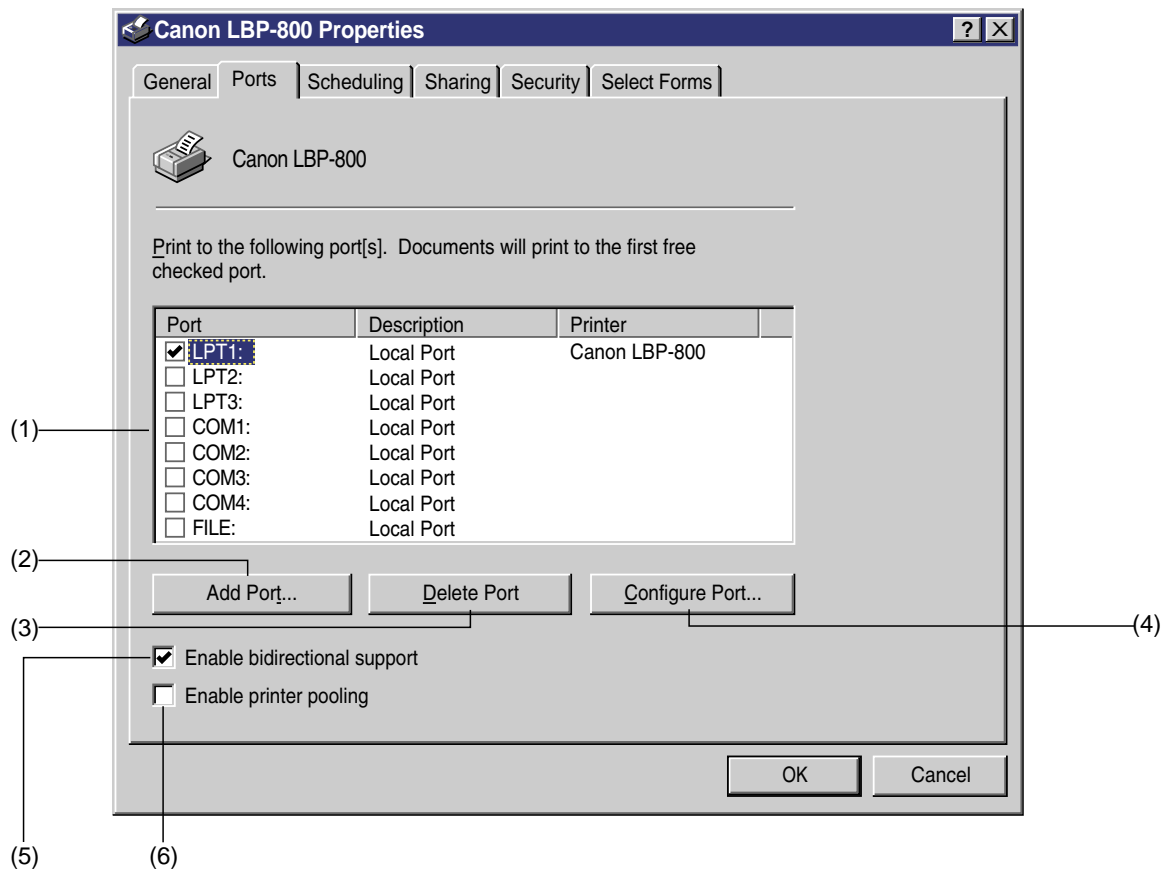 Canon LBP-800 Properties
?
General Ports Scheduling Sharing Security Select Forms
Canon LBP-800
Print to the following port[s]. Documents will print to the first free
checked port.
Port Description Printer
LPT1: Local Port Canon LBP-800
LPT2: Local Port
LPT3: Local Port
(1)
COM1: Local Port
COM2: Local Port
COM3: Local Port
COM4: Local Port
FILE: Local Port
(2)
Add Port... Delete Port Configure Port...
(3)
(4)
Enable bidirectional support
Enable printer pooling
OK Cancel
(5) (6)